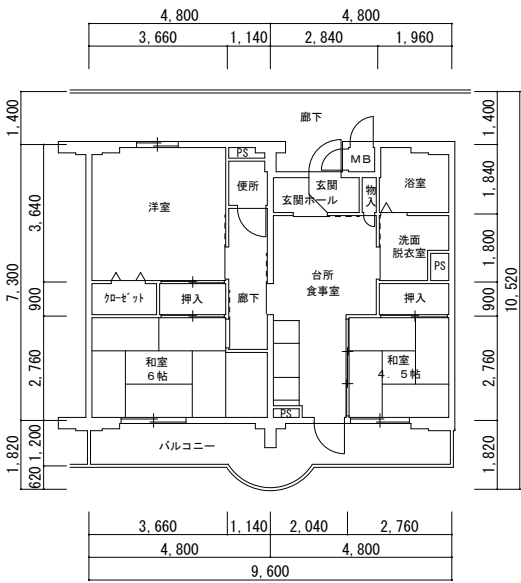 4,800 4,800
3,660 1,140 2,840 1,960
1,400 1,400
廊下
PS
MB
便所
玄関
玄関ホール
物入
浴室
1,840
洋室
3,640
洗面
脱衣室
1,800
台所
食事室
PS
7,300
10,520
900
クローゼット
押入
廊下
押入
900
和室
6帖
和室
4．5帖
2,760
2,760
PS
バルコニー
1,820
1,200
620
1,820
3,660 1,140 2,040 2,760
4,800 4,800
9,600